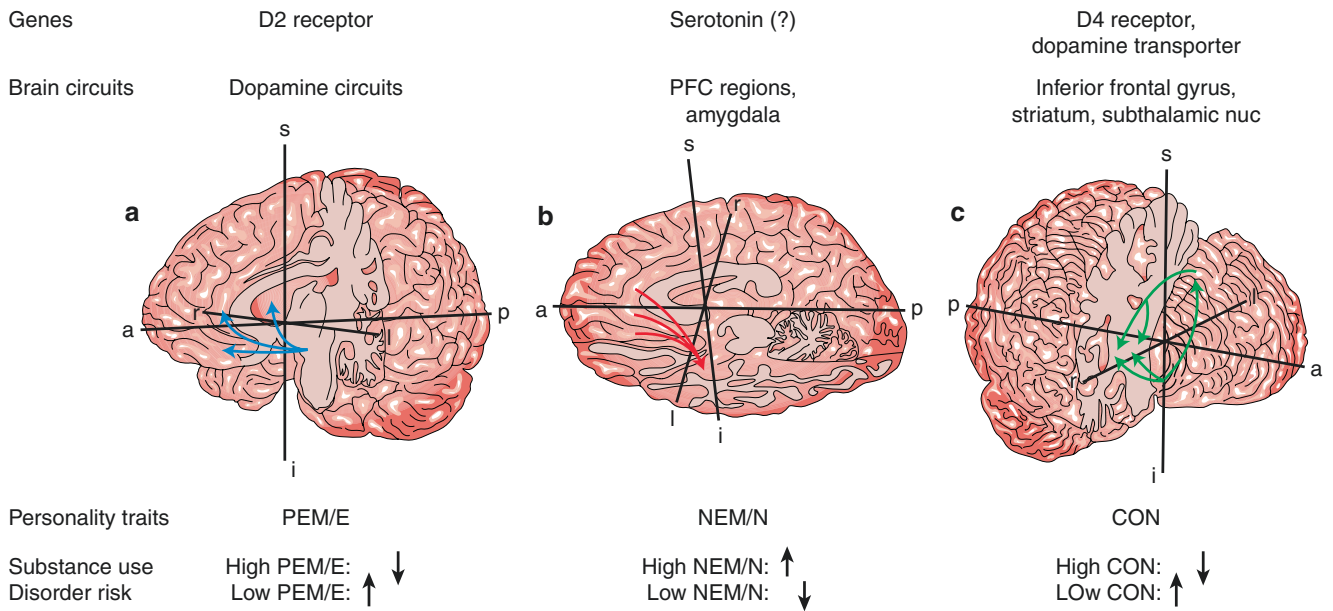 Genes D2 receptor Serotonin (?) D4 receptor,
dopamine transporter
Brain circuits Dopamine circuits PFC regions, Inferior frontal gyrus,
amygdala striatum, subthalamic nuc
s
s
s
a
b
c
r
a
p
l
i
r
a
p
l
i
p
l
r
a
i
Personality traits PEM/E NEM/N CON
Substance use High PEM/E: ↓ High NEM/N: ↑ High CON: ↓
Disorder risk Low PEM/E: ↑ Low NEM/N: ↓ LOw CON: ↑